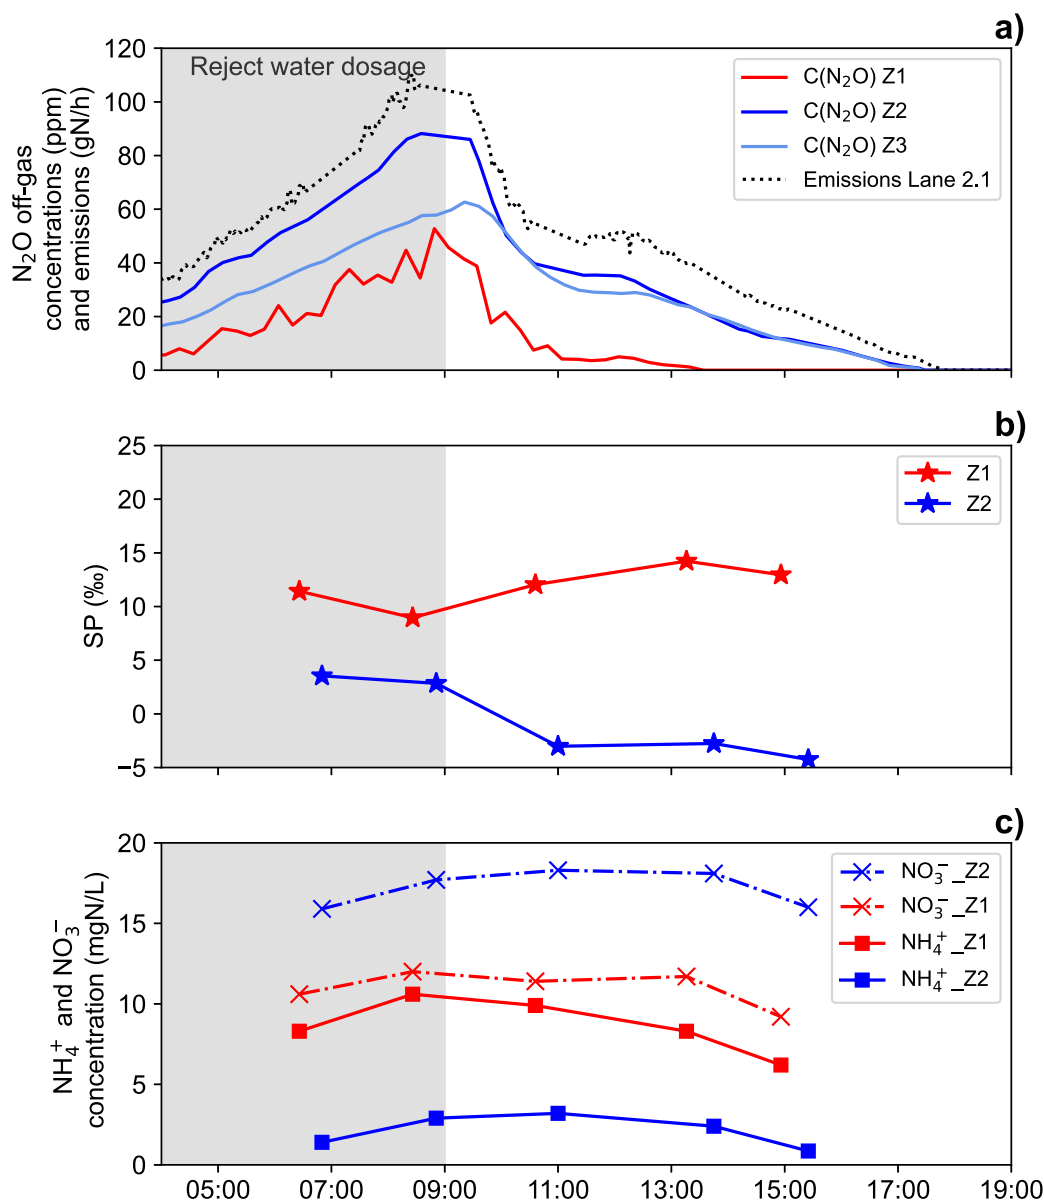 a)
N₂O off-gas
concentrations (ppm)
and emissions (gN/h)
120
100
80
60
40
20
0
Reject water dosage
C(N₂O) Z1
C(N₂O) Z2
C(N₂O) Z3
Emissions Lane 2.1
b)
SP (‰)
25
20
15
10
5
0
−5
Z1
Z2
c)
NH₄⁺ and NO₃⁻
concentration (mgN/L)
20
15
10
5
0
NO₃⁻_Z2
NO₃⁻_Z1
NH₄⁺_Z1
NH₄⁺_Z2
05:00 07:00 09:00 11:00 13:00 15:00 17:00 19:00